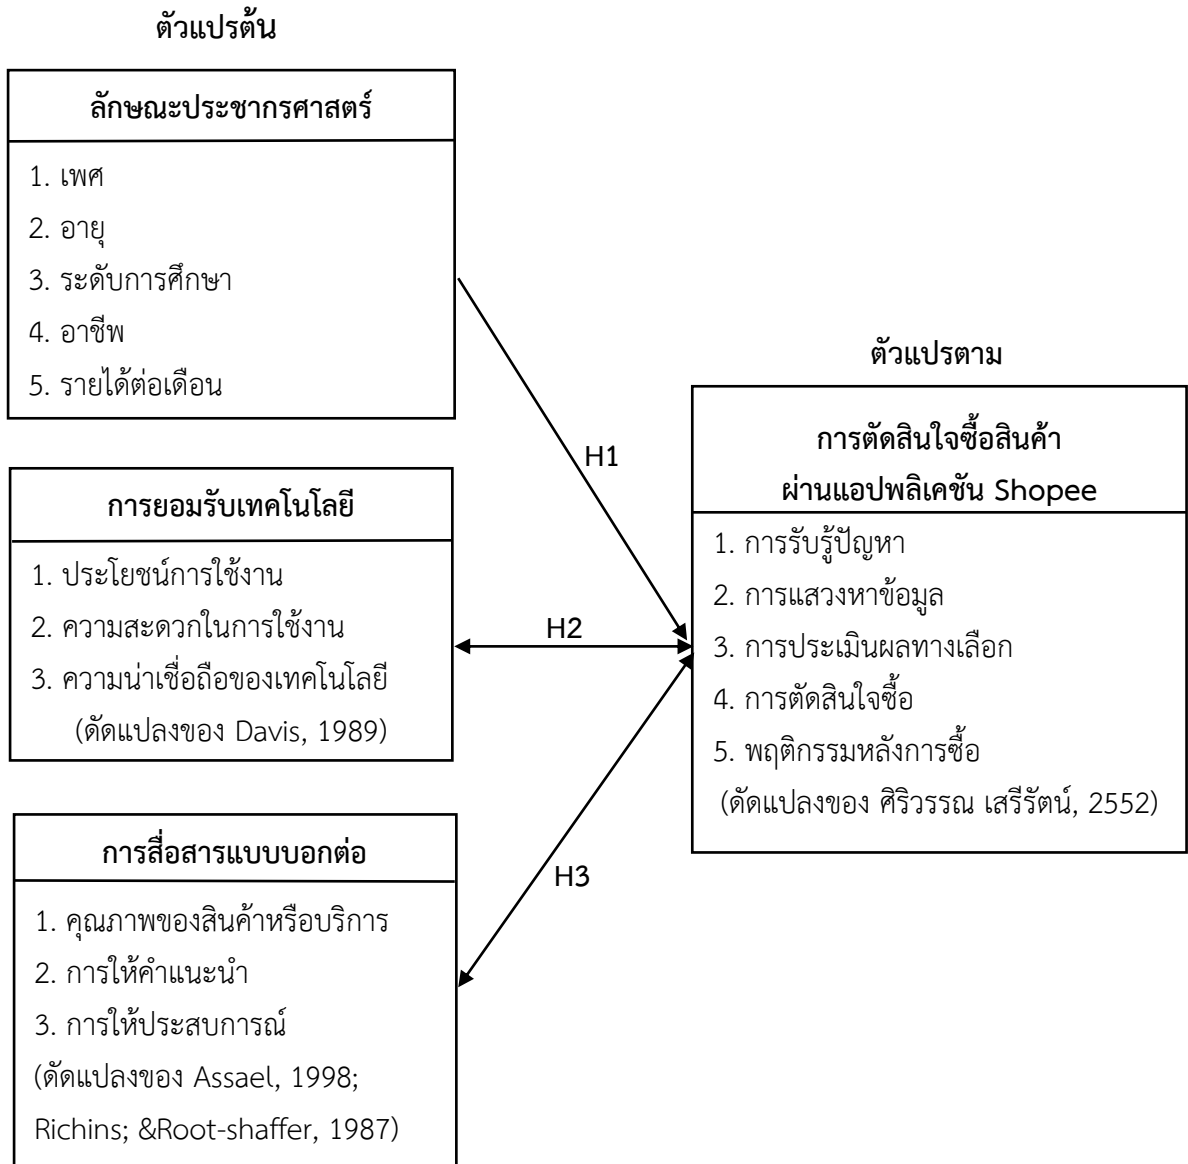 ตัวแปรต้น
ลักษณะประชากรศาสตร์
1. เพศ
2. อายุ
3. ระดับการศึกษา
4. อาชีพ
5. รายได้ต่อเดือน
H1
การยอมรับเทคโนโลยี
1. ประโยชน์การใช้งาน
2. ความสะดวกในการใช้งาน
3. ความน่าเชื่อถือของเทคโนโลยี
(ดัดแปลงของ Davis, 1989)
H2
การสื่อสารแบบบอกต่อ
1. คุณภาพของสินค้าหรือบริการ
2. การให้คำแนะนำ
3. การให้ประสบการณ์
(ดัดแปลงของ Assael, 1998;
Richins; &Root-shaffer, 1987)
H3
ตัวแปรตาม
การตัดสินใจซื้อสินค้า
ผ่านแอปพลิเคชัน Shopee
1. การรับรู้ปัญหา
2. การแสวงหาข้อมูล
3. การประเมินผลทางเลือก
4. การตัดสินใจซื้อ
5. พฤติกรรมหลังการซื้อ
(ดัดแปลงของ ศิริวรรณ เสรีรัตน์, 2552)